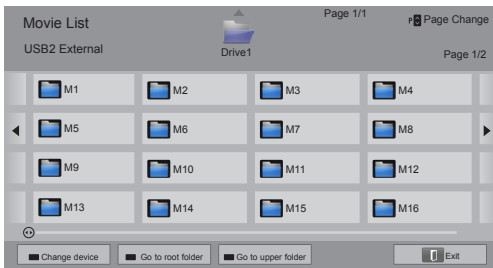 Movie List
Page 1/1
P Page Change
USB2 External
Drive1
Page 1/2
M1
M2
M3
M4
M5
M6
M7
M8
M9
M10
M11
M12
M13
M14
M15
M16
Change device
Go to root folder
Go to upper folder
Exit